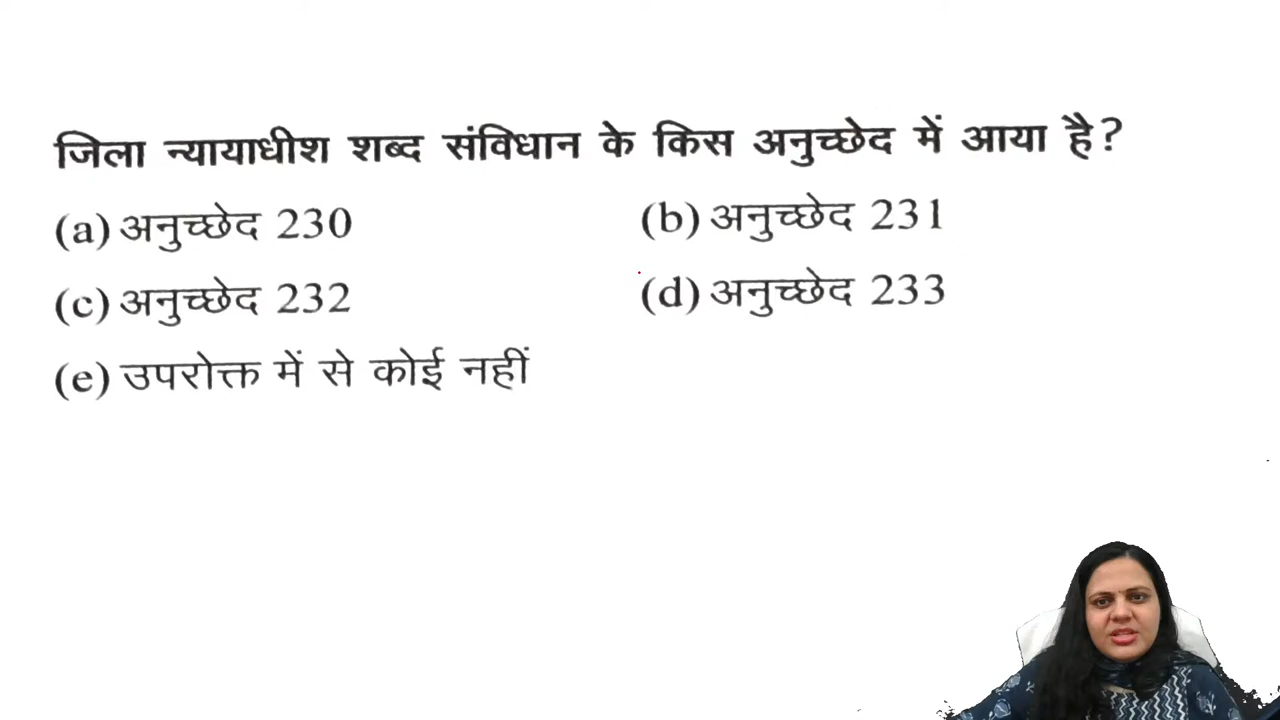 जिला न्यायाधीश शब्द संविधान के किस अनुच्छेद में आया है?
(a) अनुच्छेद 230 (b) अनुच्छेद 231
(c) अनुच्छेद 232 (d) अनुच्छेद 233
(e) उपरोक्त में से कोई नहीं